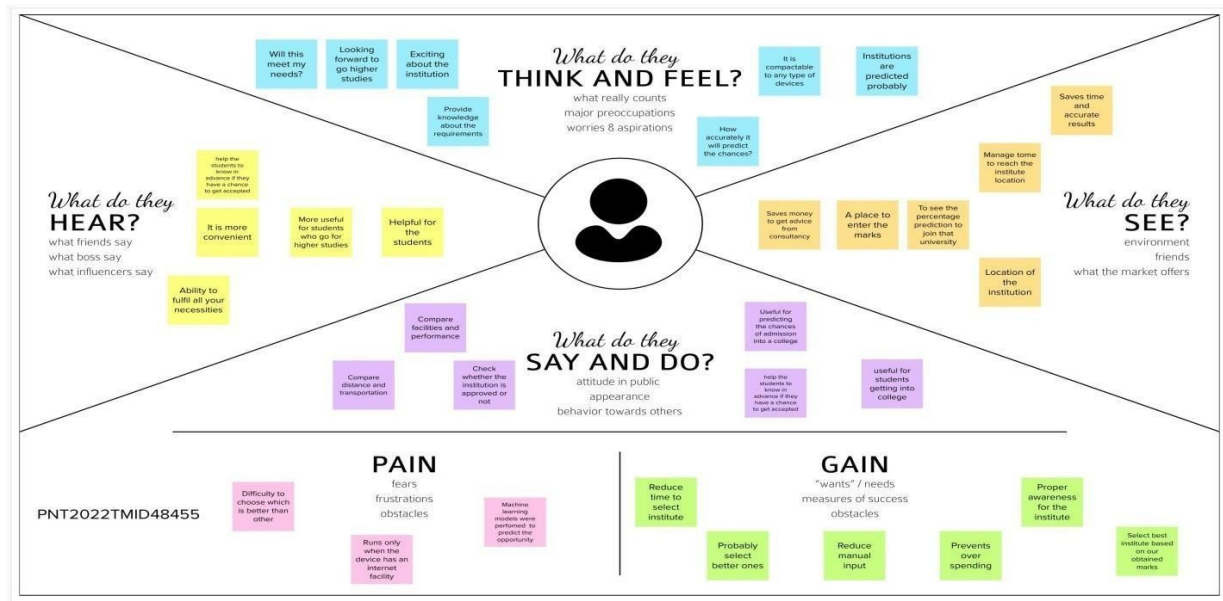 What do they
THINK AND FEEL?
what really counts
major preoccupations
worries & aspirations
Will this
meet my
needs?
Looking
forward to
go higher
studies
Exciting
about the
institution
Provide
knowledge
about the
requirements
It is
compactable
to any type of
devices
Institutions
are
predicted
probably
How
accurately it
will predict
the chances?
What do they
HEAR?
what friends say
what boss say
what influencers say
help the
students to
know in
advance if they
have a chance
to get accepted
It is more
convenient
More useful
for students
who go for
higher studies
Helpful for
the
students
Ability to
fulfil all your
necessities
What do they
SEE?
environment
friends
what the market offers
Saves time
and
accurate
results
Manage tome
to reach the
institute
location
Saves money
to get advice
from
consultancy
A place to
enter the
marks
To see the
percentage
prediction to
join that
university
Location of
the
institution
What do they
SAY AND DO?
attitude in public
appearance
behavior towards others
Compare
facilities and
performance
Compare
distance and
transportation
Check
whether the
institution is
approved or
not
Useful for
predicting
the chances
of admission
into a college
help the
students to
know in
advance if they
have a chance
to get accepted
useful for
students
getting into
college
PAIN
fears
frustrations
obstacles
PNT2022TMID48455
Difficulty to
choose which
is better than
other
Runs only
when the
device has an
internet
facility
Machine
learning
models were
perfomed to
predict the
opportunity
GAIN
"wants" / needs
measures of success
obstacles
Reduce
time to
select
institute
Probably
select
better ones
Reduce
manual
input
Prevents
over
spending
Proper
awareness
for the
institute
Select best
institute based
on our
obtained
marks